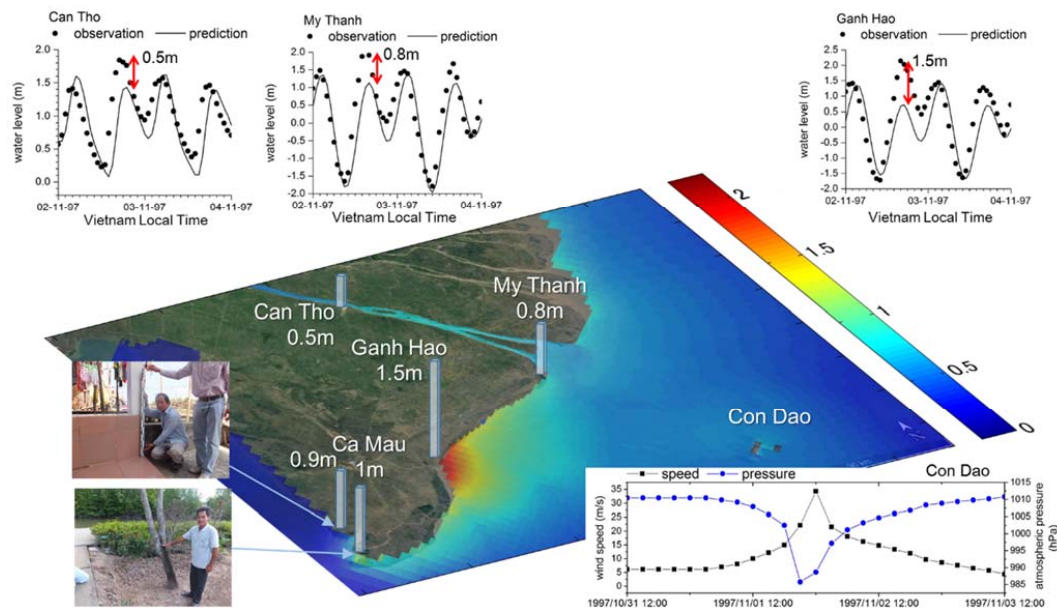 Can Tho
observation prediction
2.0
1.5
1.0
0.5
0.0
water level (m)
0.5m
02-11-97 03-11-97 04-11-97
Vietnam Local Time
My Thanh
observation prediction
2.0
1.5
1.0
0.5
0.0
-0.5
-1.0
-1.5
-2.0
water level (m)
0.8m
02-11-97 03-11-97 04-11-97
Vietnam Local Time
Ganh Hao
observation prediction
2.5
2.0
1.5
1.0
0.5
0.0
-0.5
-1.0
-1.5
-2.0
water level (m)
1.5m
02-11-97 03-11-97 04-11-97
Vietnam Local Time
2
1.5
1
0.5
0
Can Tho
0.5m
My Thanh
0.8m
Ganh Hao
1.5m
Ca Mau
0.9m 1m
Con Dao
speed pressure Con Dao
35
30
25
20
15
10
5
0
-5
wind speed (m/s)
1015
1010
1005
1000
995
990
985
atmospheric pressure
(hPa)
1997/10/31 12:00 1997/11/01 12:00 1997/11/02 12:00 1997/11/03 12:00